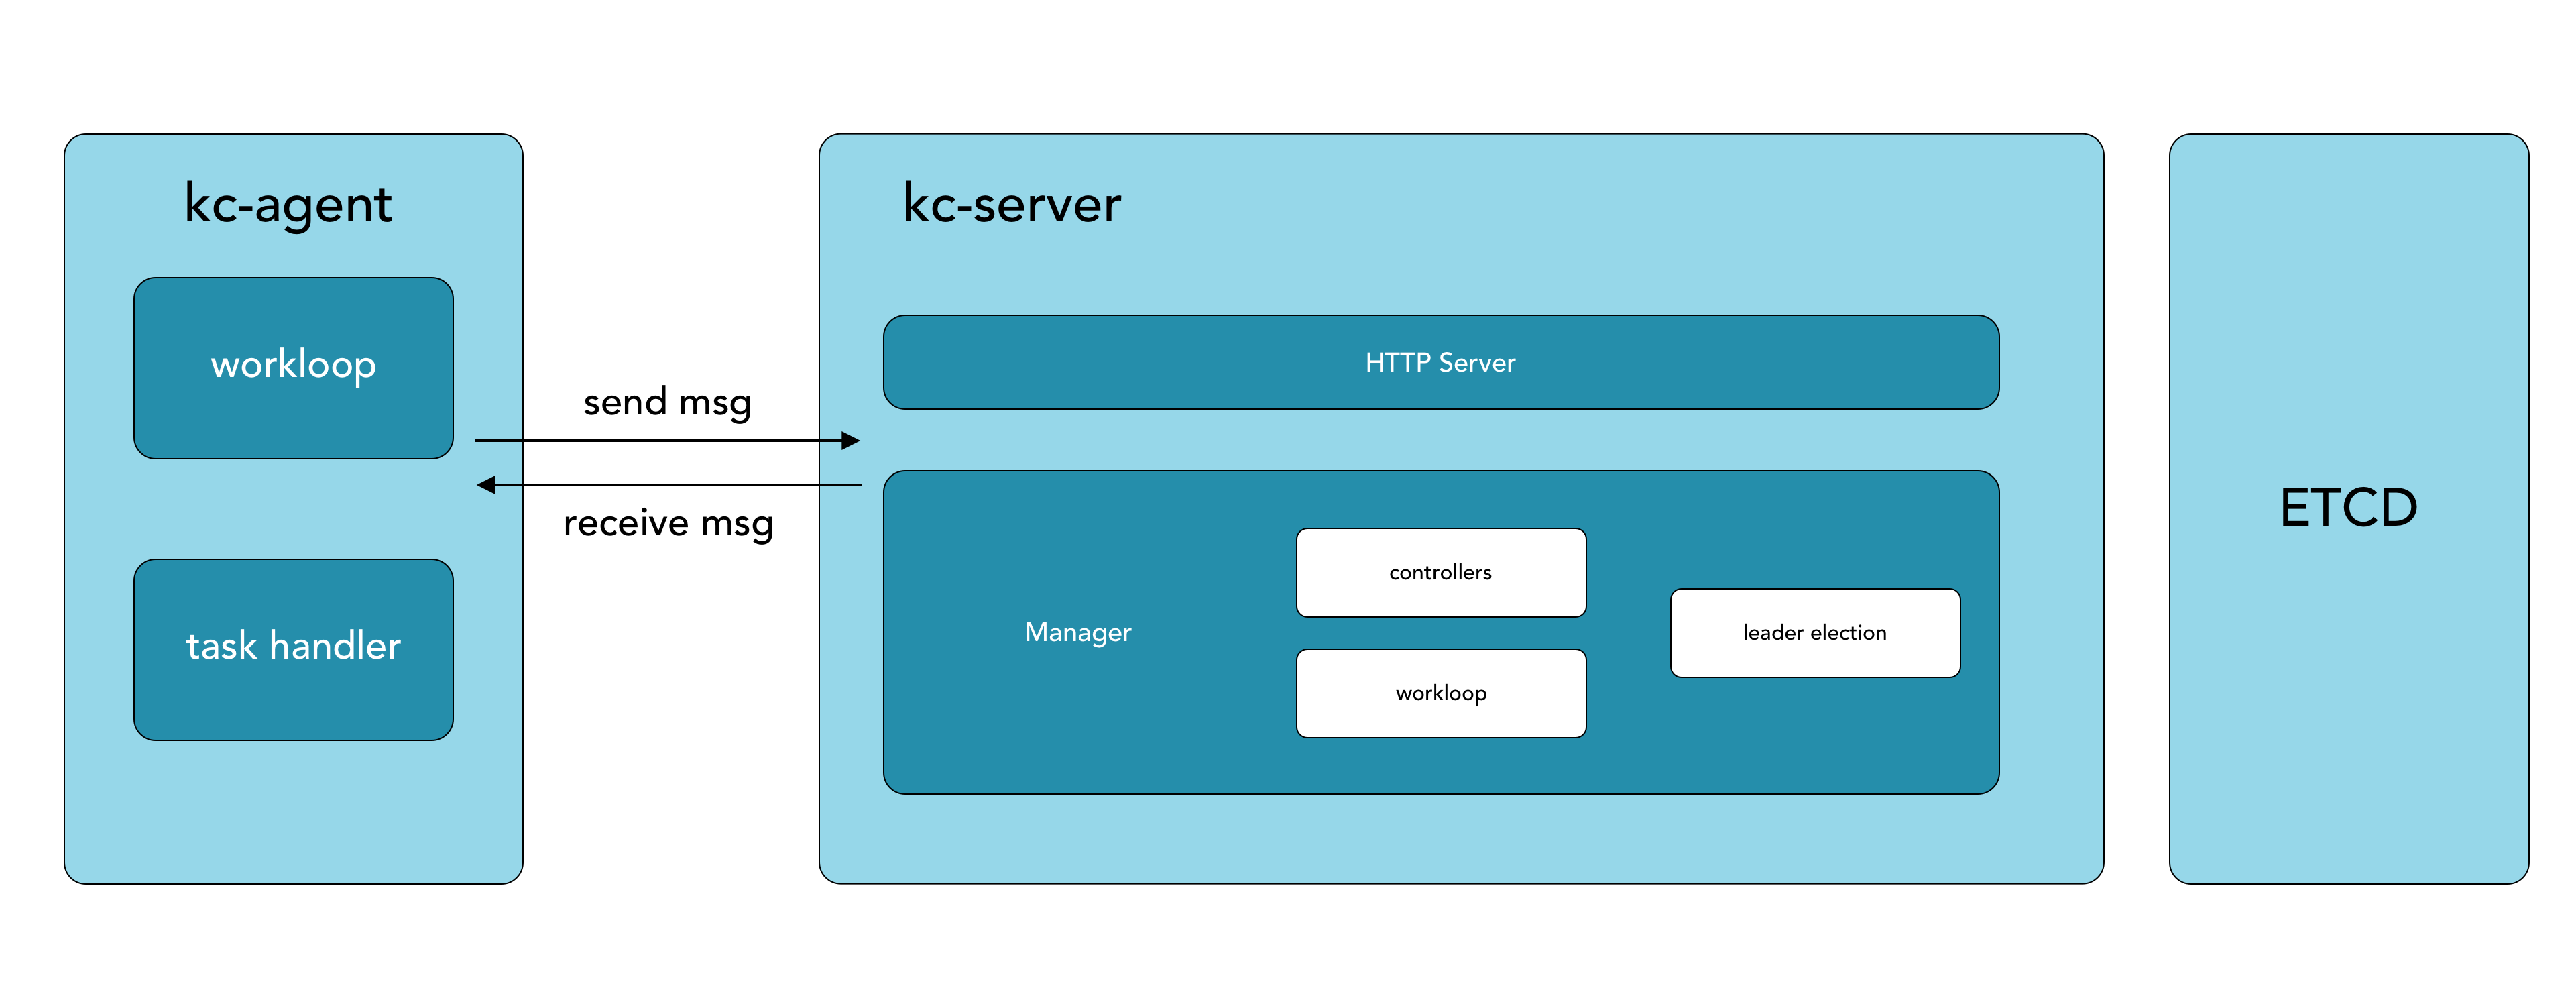 kc-agent
workloop
task handler
send msg
receive msg
kc-server
HTTP Server
Manager
controllers
workloop
leader election
ETCD